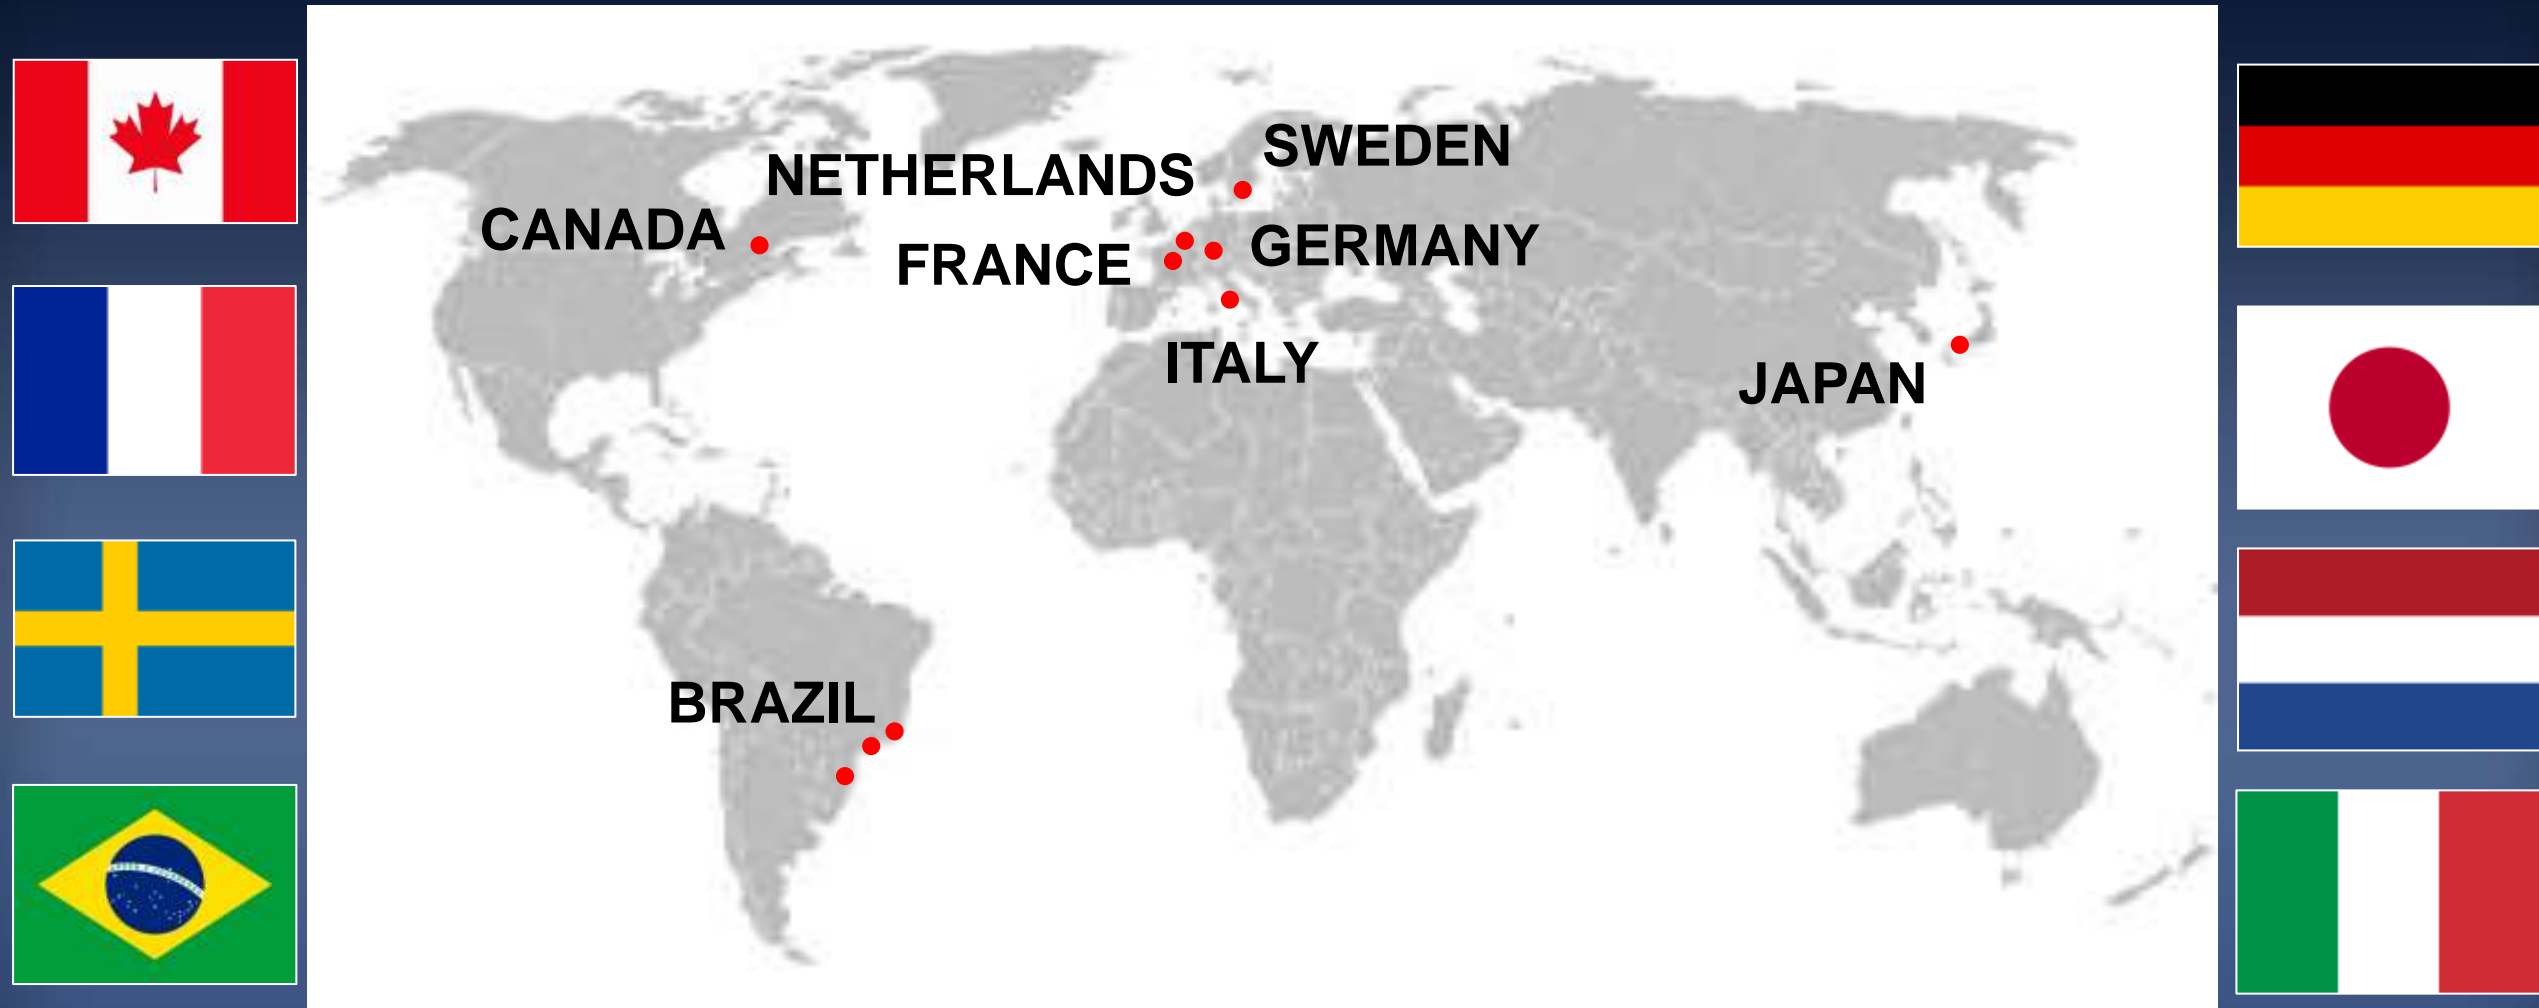 SWEDEN
NETHERLANDS
CANADA
FRANCE
GERMANY
ITALY
JAPAN
BRAZIL